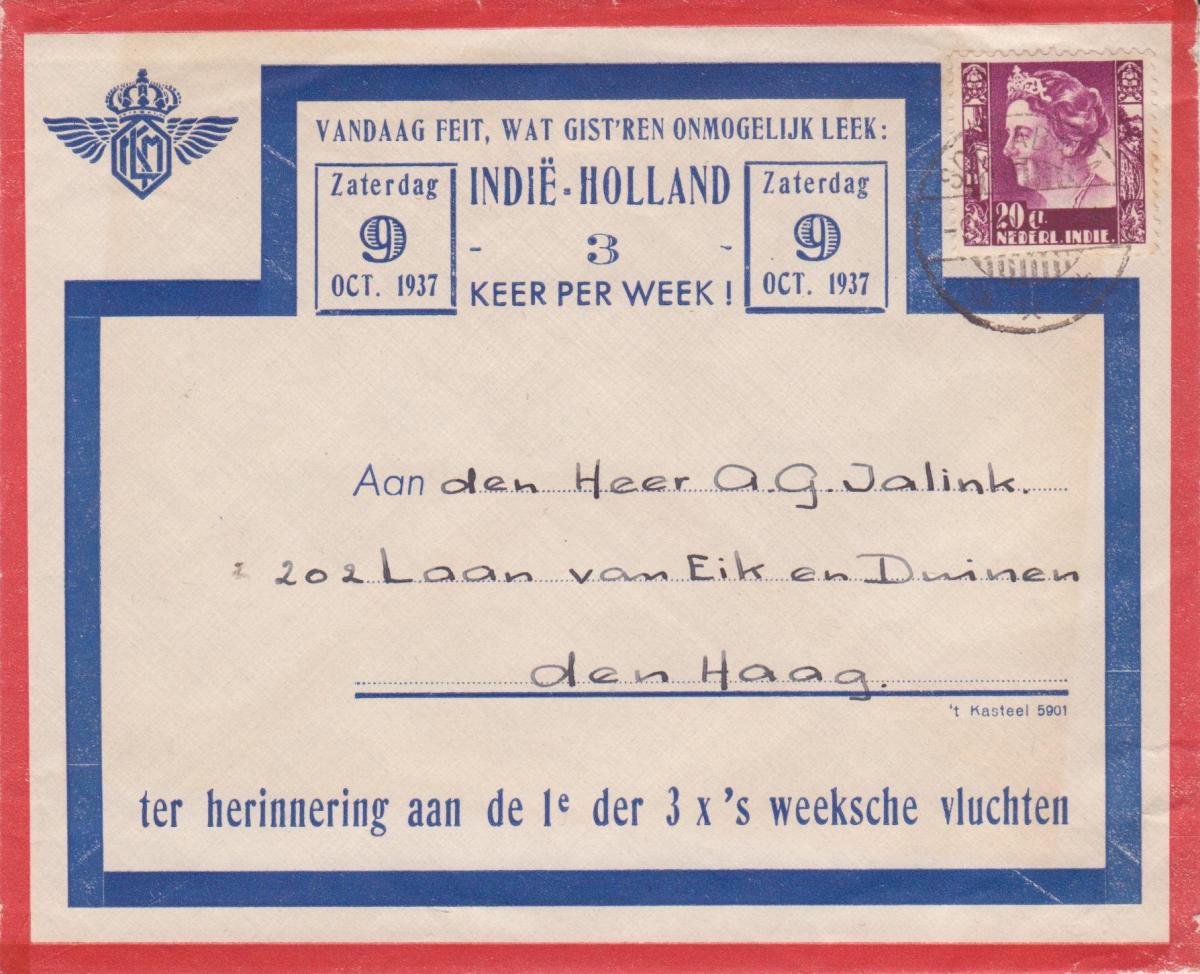 KLM
VANDAAG FEIT, WAT GIST'REN ONMOGELIJK LEEK:
Zaterdag
9
OCT. 1937
INDIË-HOLLAND
- 3 -
KEER PER WEEK!
Zaterdag
9
OCT. 1937
20 ct.
NEDERL. INDIE.
Aan den Heer A.G. Jalink.
202 Laan van Eik en Duinen
den Haag.
't Kasteel 5901
ter herinnering aan de 1e der 3 x 's weeksche vluchten